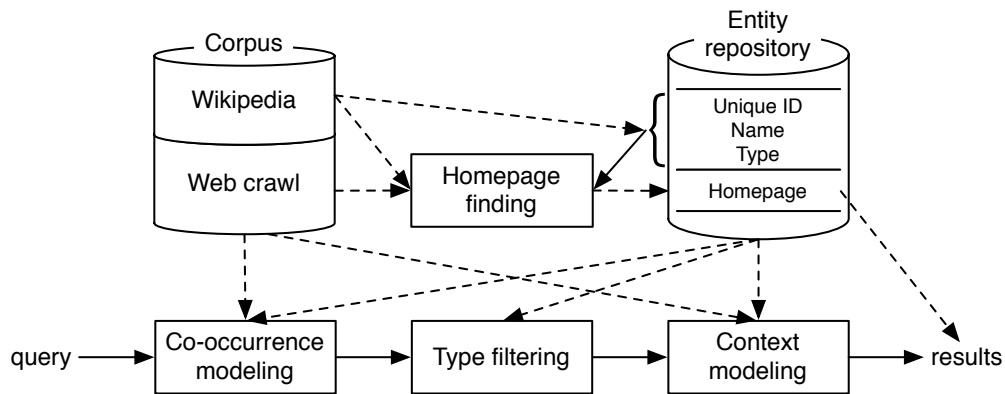 Corpus
Wikipedia
Web crawl
Entity
repository
Unique ID
Name
Type
Homepage
Homepage
finding
query
Co-occurrence
modeling
Type filtering
Context
modeling
results